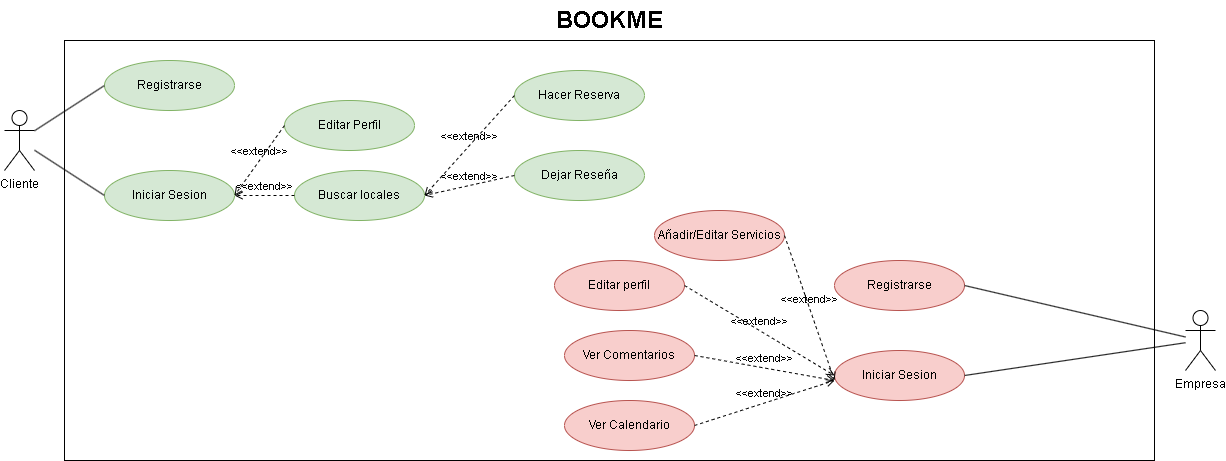 BOOKME
Registrarse
Hacer Reserva
Editar Perfil
<<extend>>
<<extend>>
Cliente
Iniciar Sesion
<<extend>>
Buscar locales
<<extend>>
Dejar Reseña
Añadir/Editar Servicios
Editar perfil
<<extend>>
Registrarse
<<extend>>
Ver Comentarios
<<extend>>
Iniciar Sesion
Empresa
<<extend>>
Ver Calendario